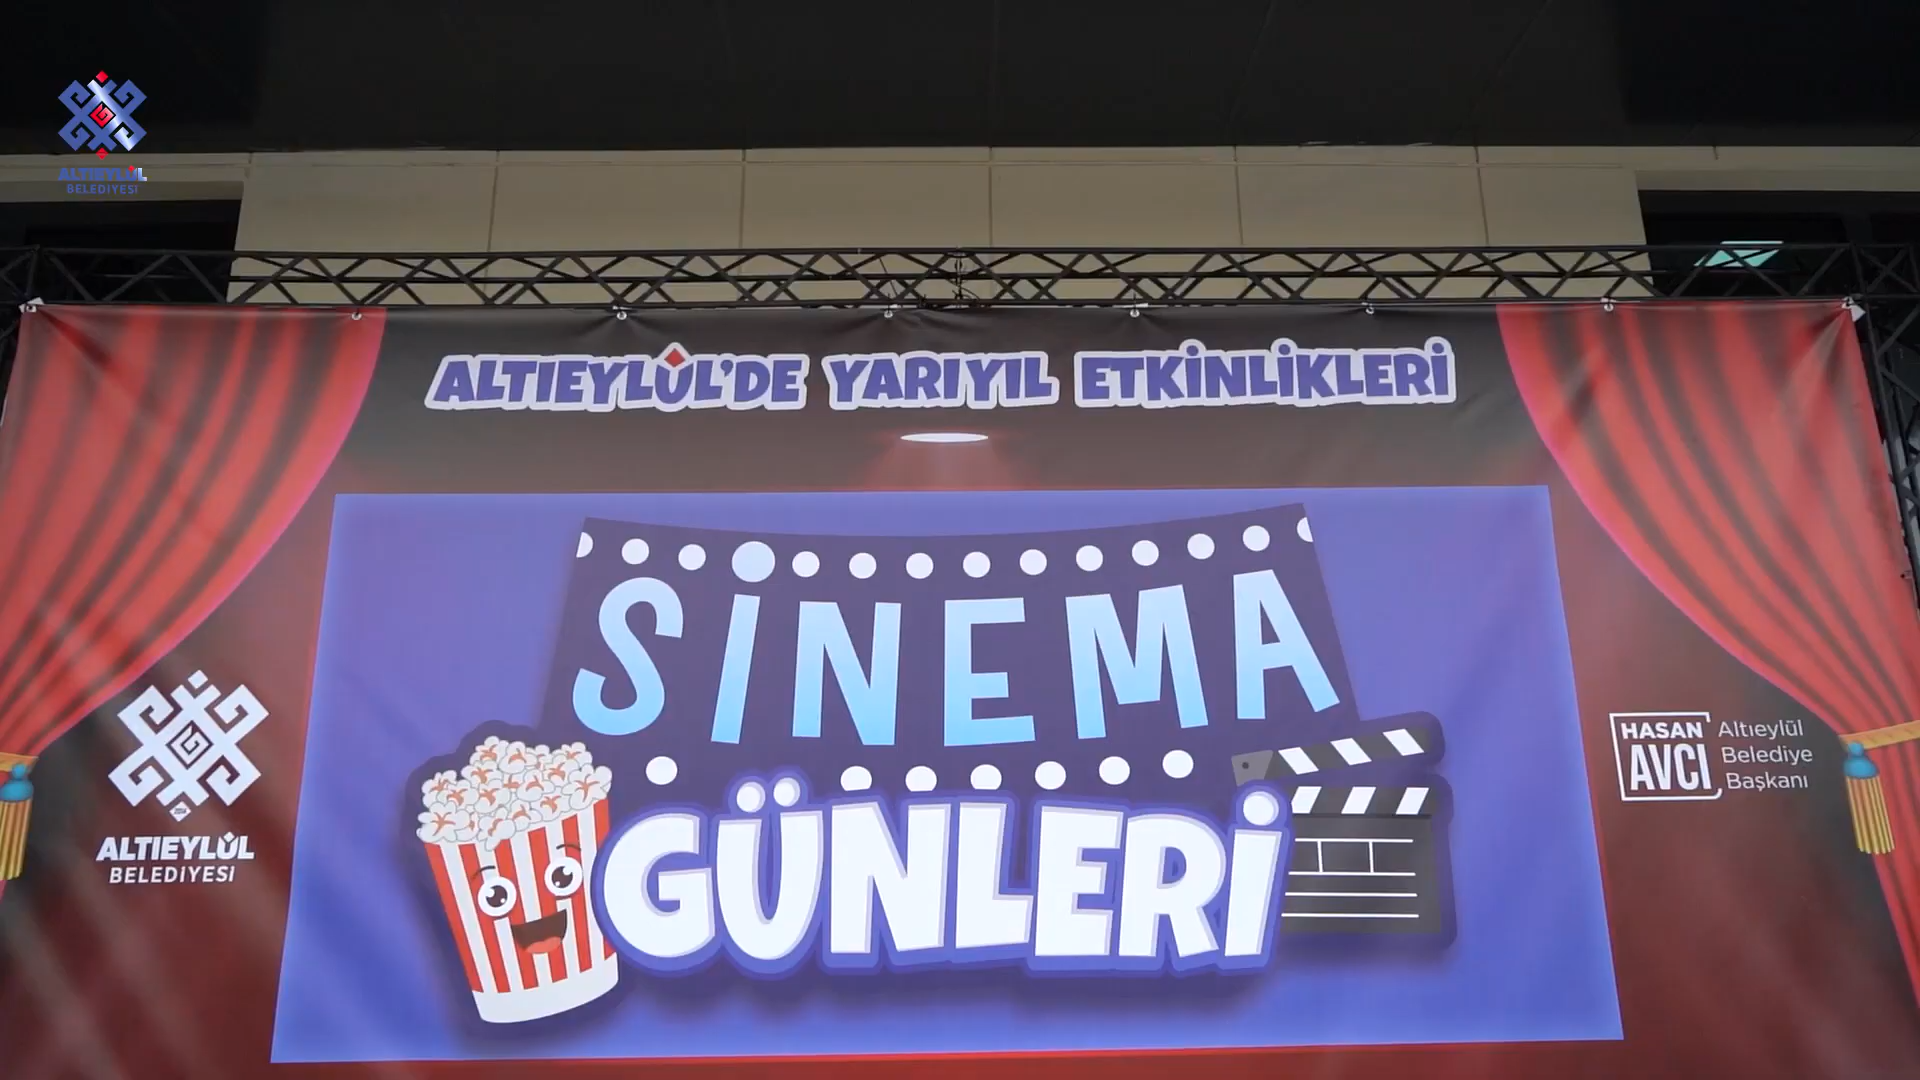 ALTIEYLÜL
BELEDİYESİ
ALTIEYLÜL'DE YARIYIL ETKİNLİKLERİ
SİNEMA
GÜNLERİ
ALTIEYLÜL
BELEDİYESİ
HASAN
AVCI
Altıeylül
Belediye
Başkanı